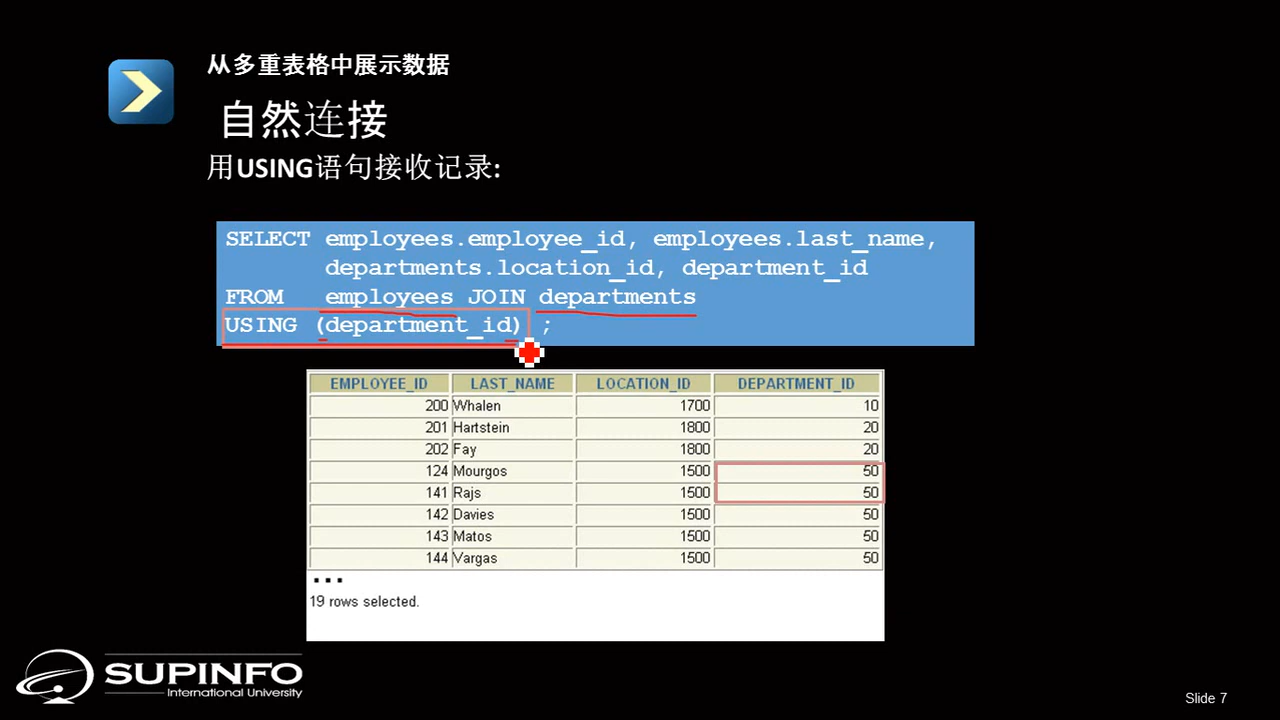 从多重表格中展示数据
自然连接
用USING语句接收记录:
SELECT employees.employee_id, employees.last_name,
departments.location_id, department_id
FROM employees JOIN departments
USING (department_id) ;
EMPLOYEE_ID LAST_NAME LOCATION_ID DEPARTMENT_ID
200 Whalen 1700 10
201 Hartstein 1800 20
202 Fay 1800 20
124 Mourgos 1500 50
141 Rajs 1500 50
142 Davies 1500 50
143 Matos 1500 50
144 Vargas 1500 50
...
19 rows selected.
SUPINFO
International University
Slide 7